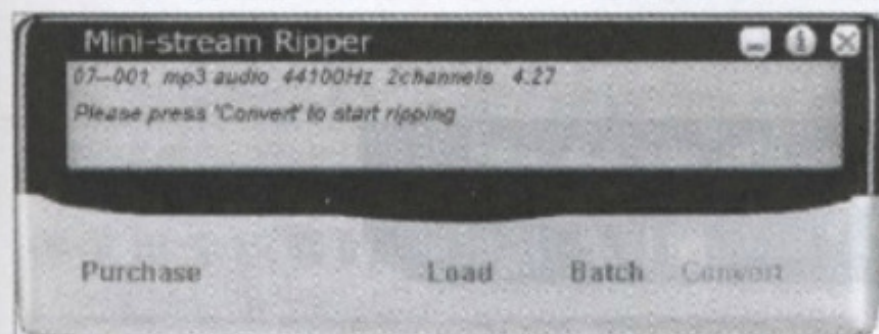 Mini-stream Ripper
07--001 mp3 audio 44100Hz 2channels 4.27
Please press 'Convert' to start ripping
Purchase Load Batch Convert